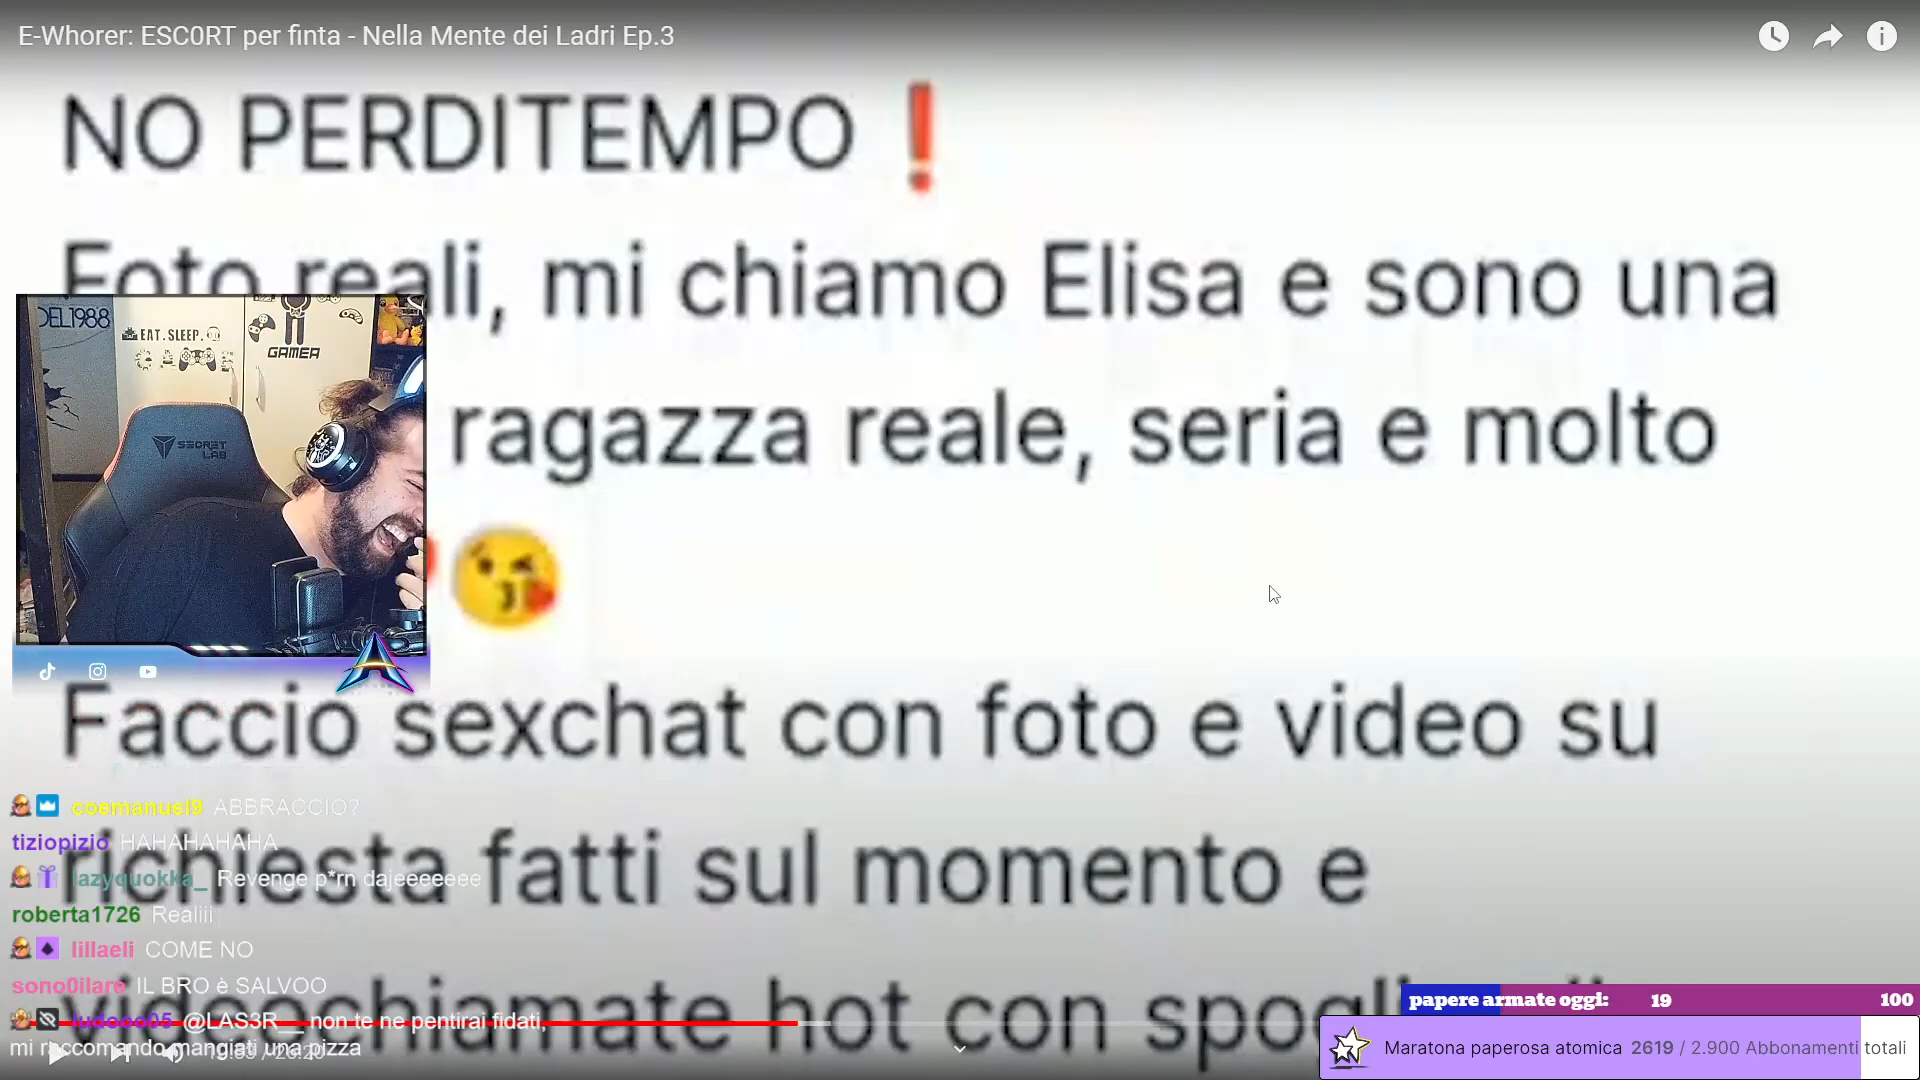 E-Whorer: ESC0RT per finta - Nella Mente dei Ladri Ep.3
NO PERDITEMPO❗
Foto reali, mi chiamo Elisa e sono una
ragazza reale, seria e molto
😘
DEL1988
EAT.SLEEP.
GAMER
SECRET LAB
Faccio sexchat con foto e video su
richiesta fatti sul momento e
videochiamate hot con
coemanuel9 ABBRACCIO?
tiziopizio HAHAHAHAHA
lazyquokka_ Revenge p*rn dajeeeeeee
roberta1726 Realiii
lillaeli COME NO
sono0ilare IL BRO è SALVOO
ludooo05 @LAS3R__ non te ne pentirai fidati,
mi raccomando mangiati una pizza
papere armate oggi: 19 100
Maratona paperosa atomica 2619 / 2.900 Abbonamenti totali